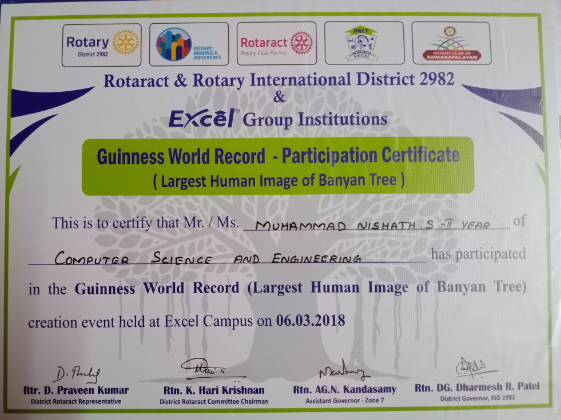 Rotary
District 2982
ROTARY:
MAKING A
DIFFERENCE
Rotaract
Rotary Club Partner
ROTARY CLUB OF
KOMARAPALAYAM
Rotaract & Rotary International District 2982
&
Excel Group Institutions
Guinness World Record - Participation Certificate
( Largest Human Image of Banyan Tree )
This is to certify that Mr. / Ms. MUHAMMAD NISHATH S -II YEAR of
COMPUTER SCIENCE AND ENGINEERING has participated
in the Guinness World Record (Largest Human Image of Banyan Tree)
creation event held at Excel Campus on 06.03.2018
Rtr. D. Praveen Kumar Rtn. K. Hari Krishnan Rtn. AG.N. Kandasamy Rtn. DG. Dharmesh R. Patel
District Rotaract Representative District Rotaract Committee Chairman Assistant Governor - Zone 7 District Governor, RID 2982